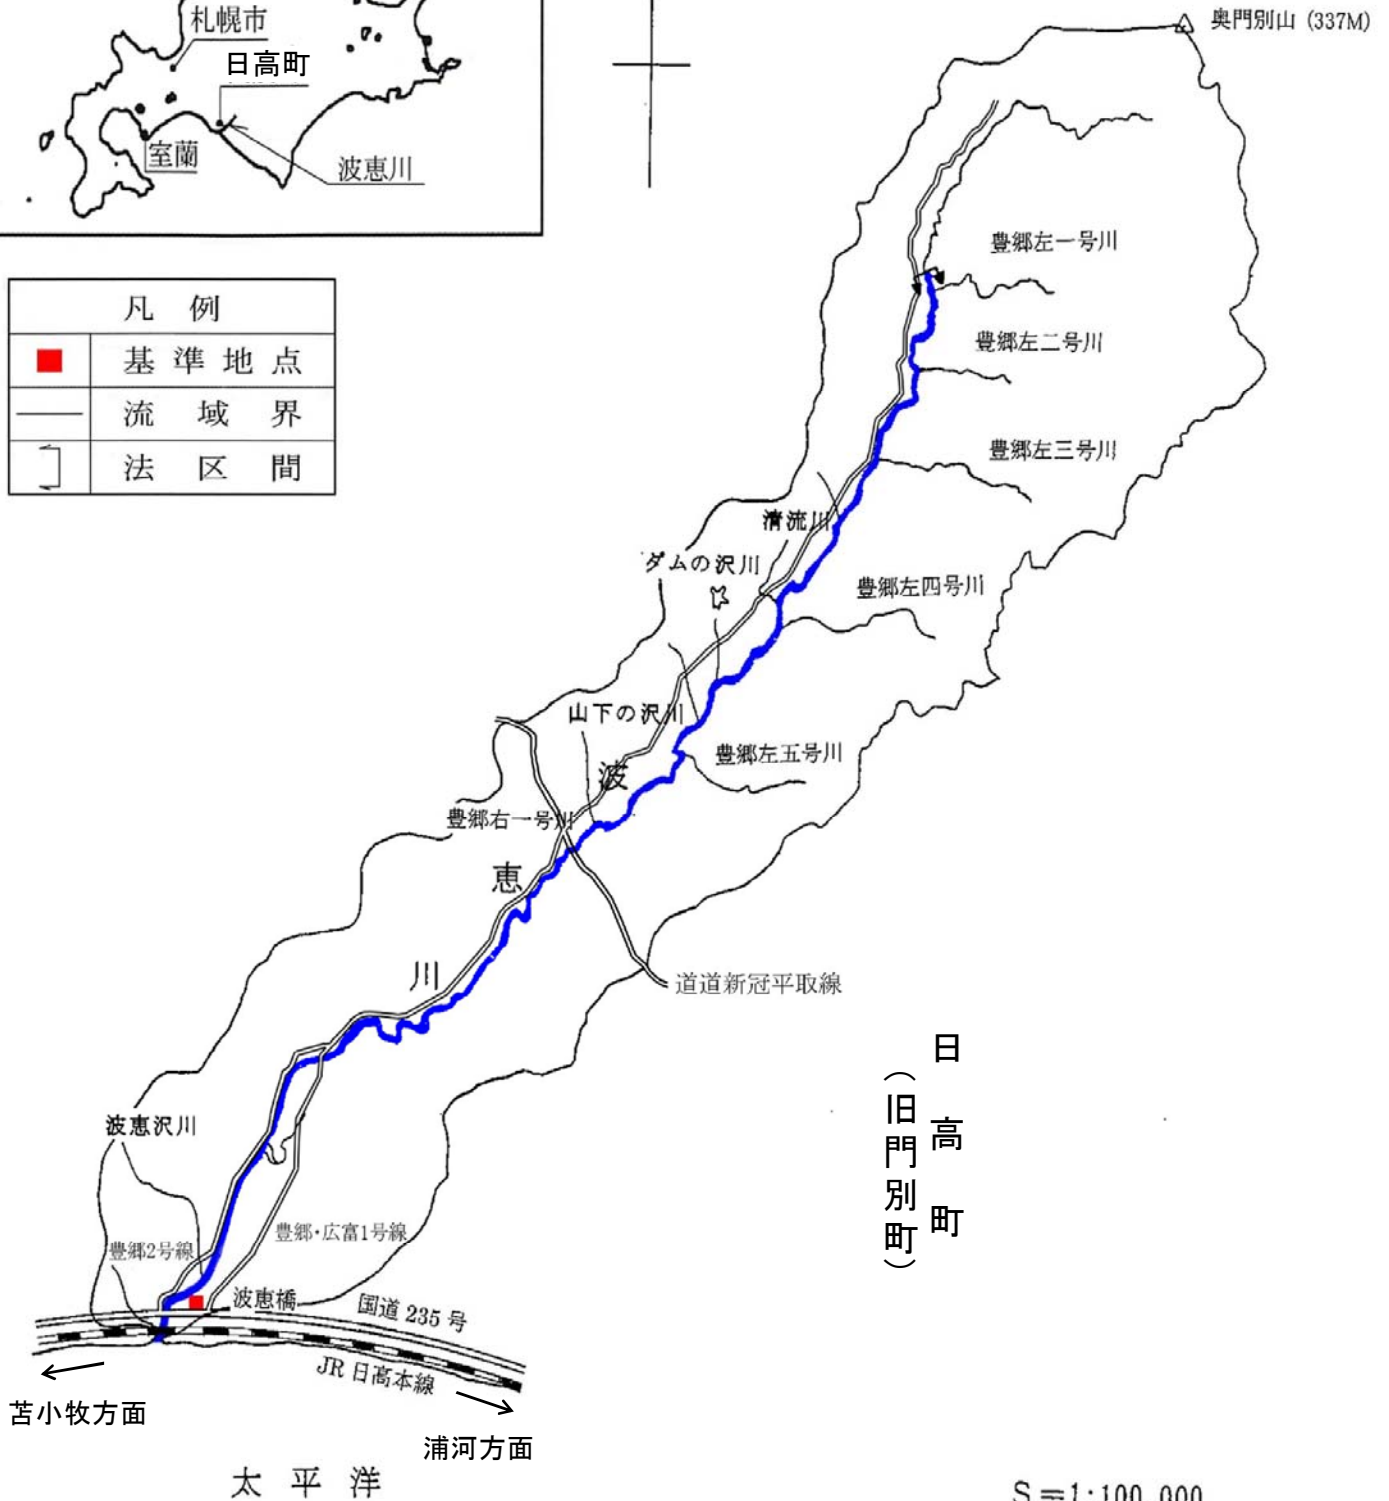 奥門別山 (337M)
札幌市
日高町
室蘭
波恵川
凡例
基準地点
流域界
法区間
豊郷左一号川
豊郷左二号川
豊郷左三号川
清流川
ダムの沢川
豊郷左四号川
山下の沢川
豊郷左五号川
豊郷右一号川
波恵川
道道新冠平取線
日高町
(旧門別町)
波恵沢川
豊郷2号線
豊郷・広富1号線
波恵橋
国道 235 号
JR 日高本線
苫小牧方面
浦河方面
太平洋
S=1:100,000